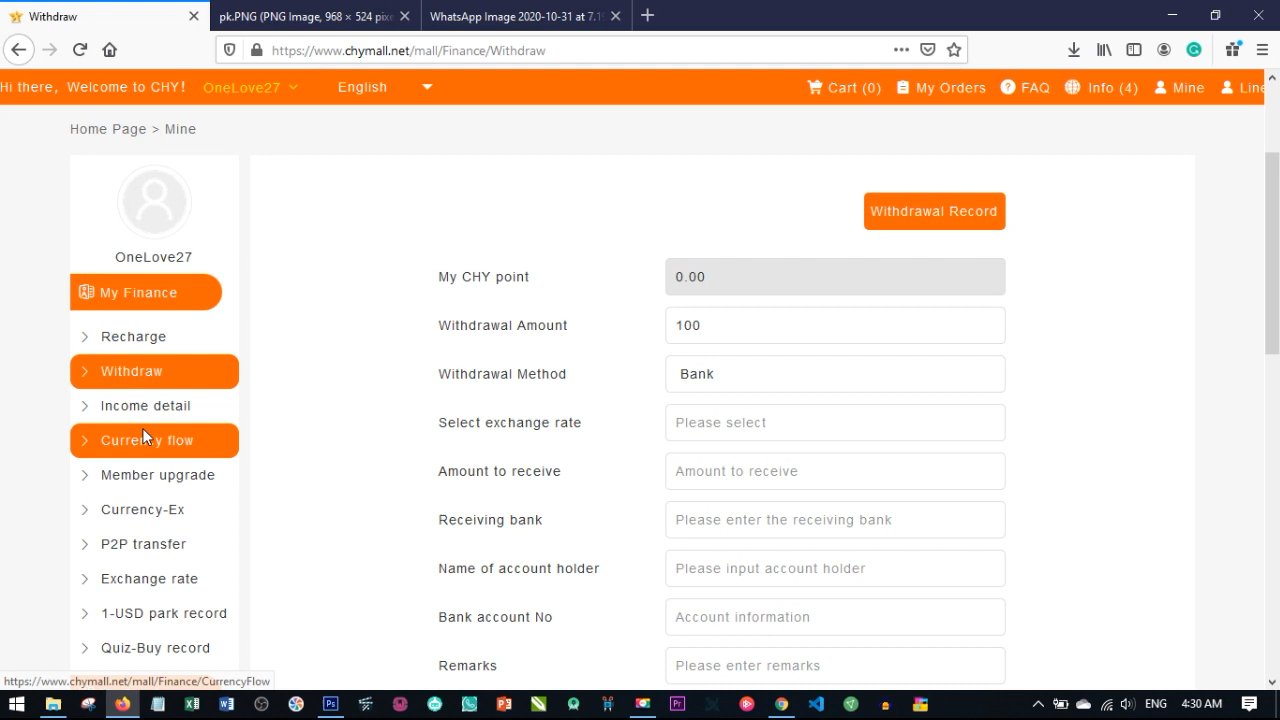 Withdraw
pk.PNG (PNG Image, 968 × 524 pixe
WhatsApp Image 2020-10-31 at 7.1
https://www.chymall.net/mall/Finance/Withdraw
Hi there, Welcome to CHY!
OneLove27
English
Cart (0)
My Orders
FAQ
Info (4)
Mine
Line
Home Page > Mine
OneLove27
My Finance
Recharge
Withdraw
Income detail
Currency flow
Member upgrade
Currency-Ex
P2P transfer
Exchange rate
1-USD park record
Quiz-Buy record
Withdrawal Record
My CHY point
0.00
Withdrawal Amount
100
Withdrawal Method
Bank
Select exchange rate
Please select
Amount to receive
Amount to receive
Receiving bank
Please enter the receiving bank
Name of account holder
Please input account holder
Bank account No
Account information
Remarks
Please enter remarks
https://www.chymall.net/mall/Finance/CurrencyFlow
ENG
4:30 AM